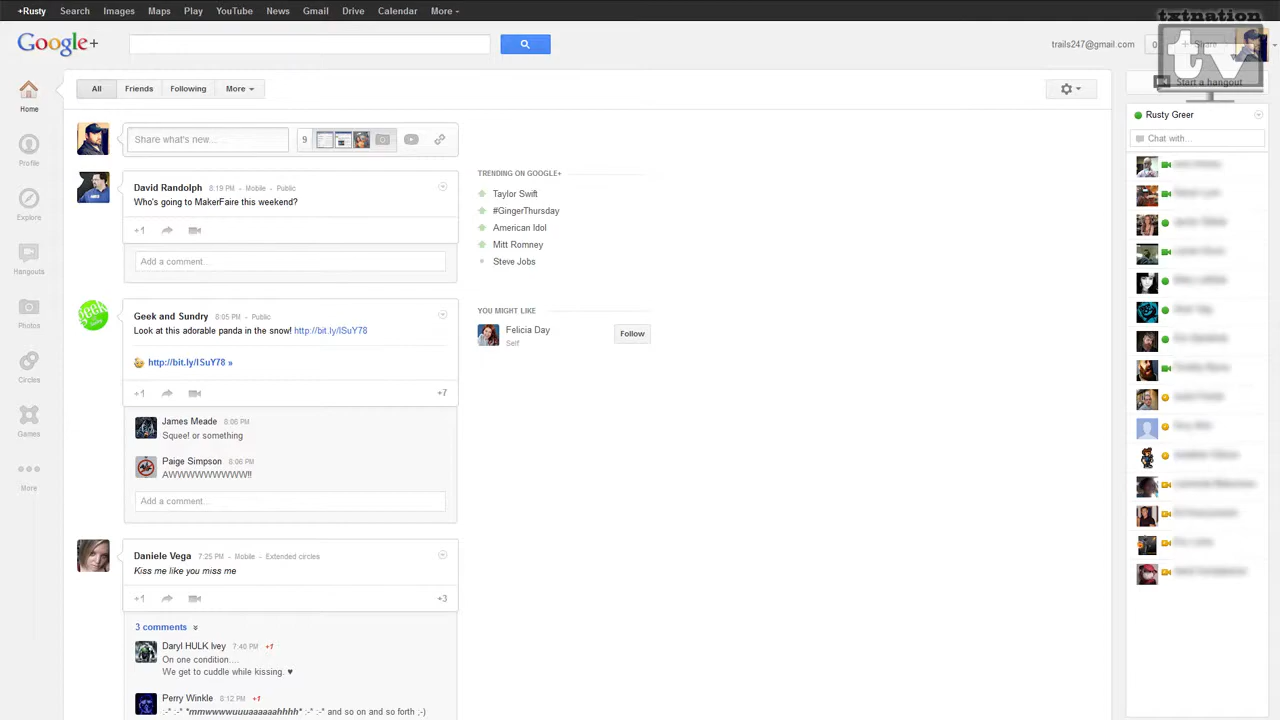 +Rusty Search Images Maps Play YouTube News Gmail Drive Calendar More
txtnation
tv
Google+
trails247@gmail.com
0
+ Share
Start a hangout
All Friends Following More
Home
Profile
Explore
Hangouts
Photos
Circles
Games
More
Share what's new...
9
David Randolph 8:19 PM - Mobile - Public
Who's going to MakerFaire this weekend?
+1
Add a comment...
Geek and Sundry 8:05 PM - Public
Look at this adorable panda in the snow! http://bit.ly/ISuY78
http://bit.ly/ISuY78 »
+1
+7
James Meade 8:06 PM
Squee! or something
Paige Simpson 8:06 PM
AWWWWWWWWW!!
Add a comment...
Daniele Vega 7:25 PM - Mobile - Extended circles
Kiss me like you miss me
+1
+3
3 comments
Daryl HULK Ivey 7:40 PM +1
On one condition....
We get to cuddle while kissing. ♥
Perry Winkle 8:12 PM +1
:-* :-* *mmwwwwuuuaaaaaahhhh* :-* :-* and so on and so forth ;-)
TRENDING ON GOOGLE+
Taylor Swift
#GingerThursday
American Idol
Mitt Romney
Steve Jobs
YOU MIGHT LIKE
Felicia Day
Self
Follow
Rusty Greer
Chat with...